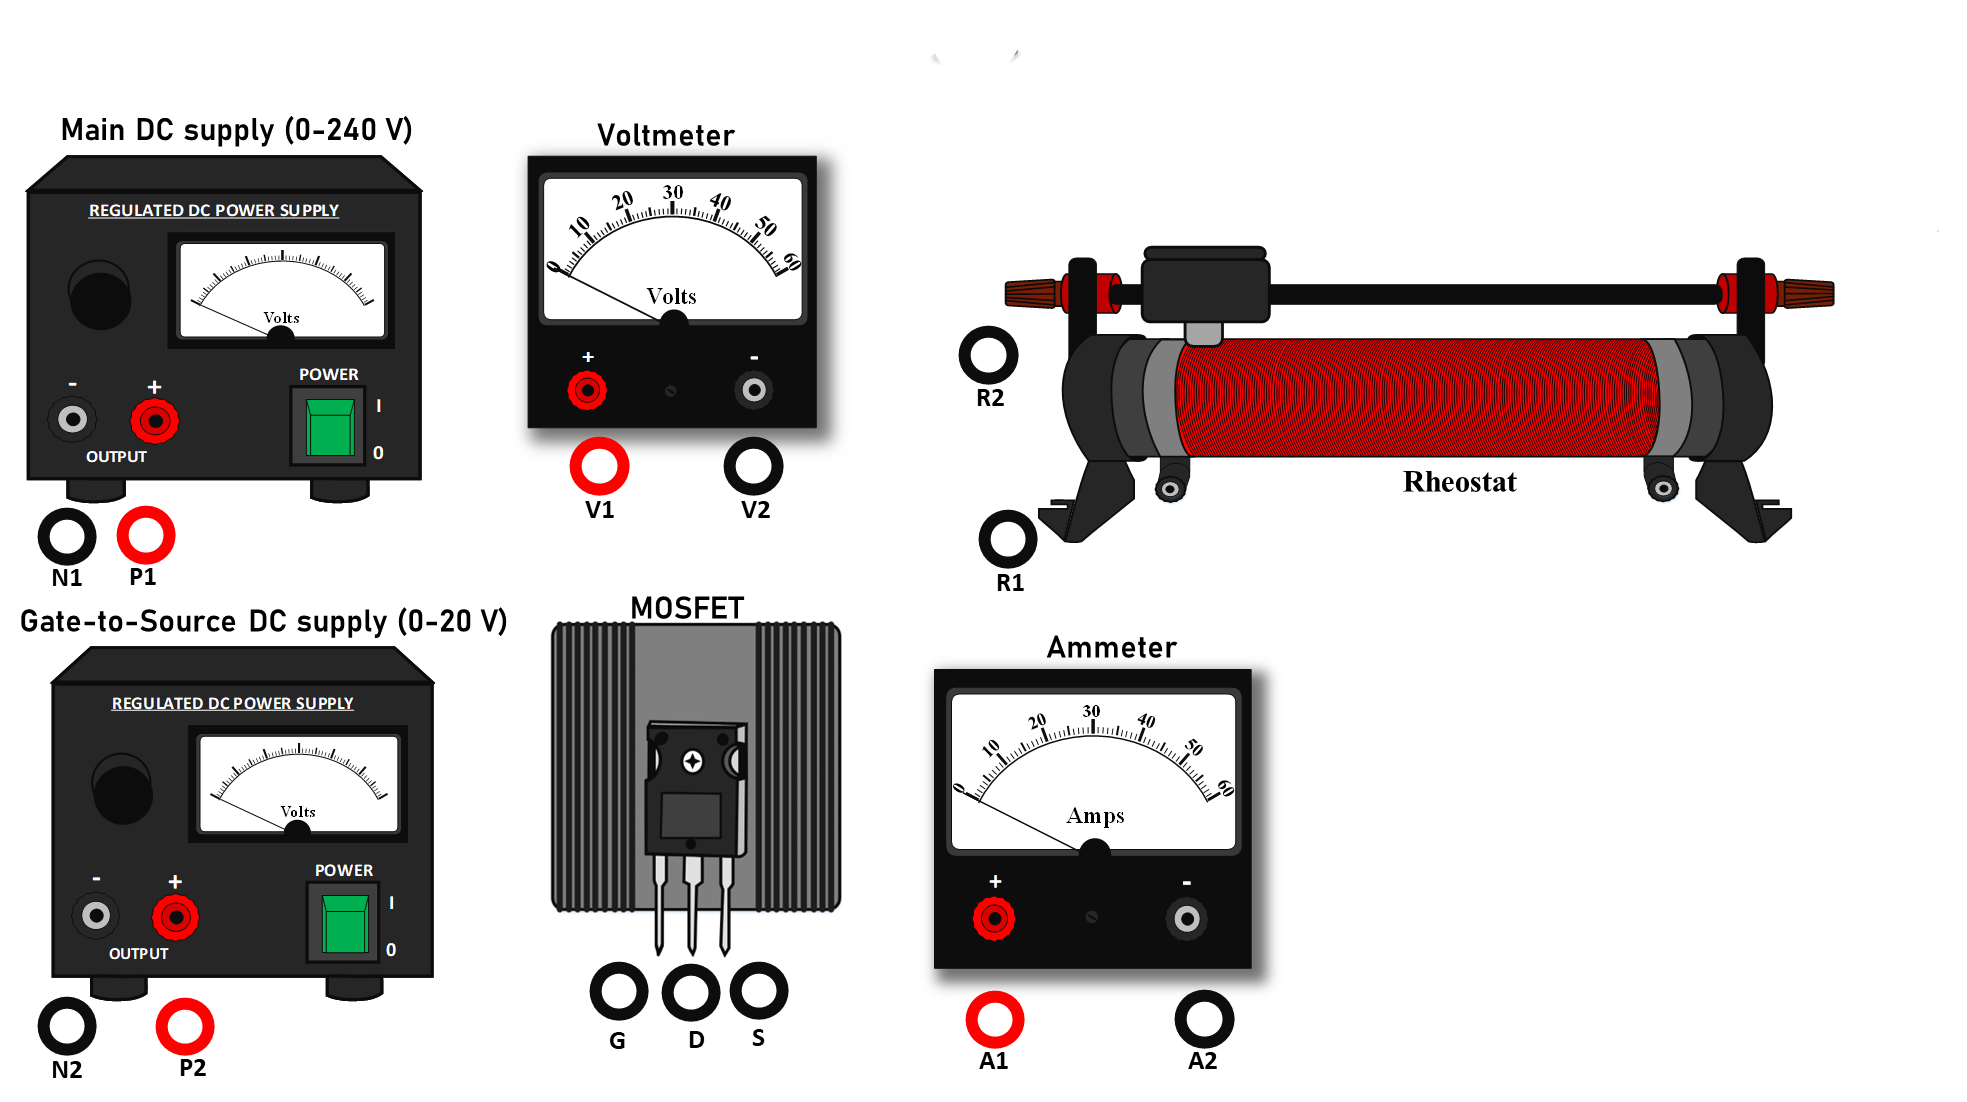 Main DC supply (0-240 V)
REGULATED DC POWER SUPPLY
Volts
POWER
- +
I
0
OUTPUT
N1 P1
Voltmeter
0 10 20 30 40 50 60
Volts
+ -
V1 V2
R2
Rheostat
R1
Gate-to-Source DC supply (0-20 V)
REGULATED DC POWER SUPPLY
Volts
POWER
- +
I
0
OUTPUT
N2 P2
MOSFET
G D S
Ammeter
0 10 20 30 40 50 60
Amps
+ -
A1 A2